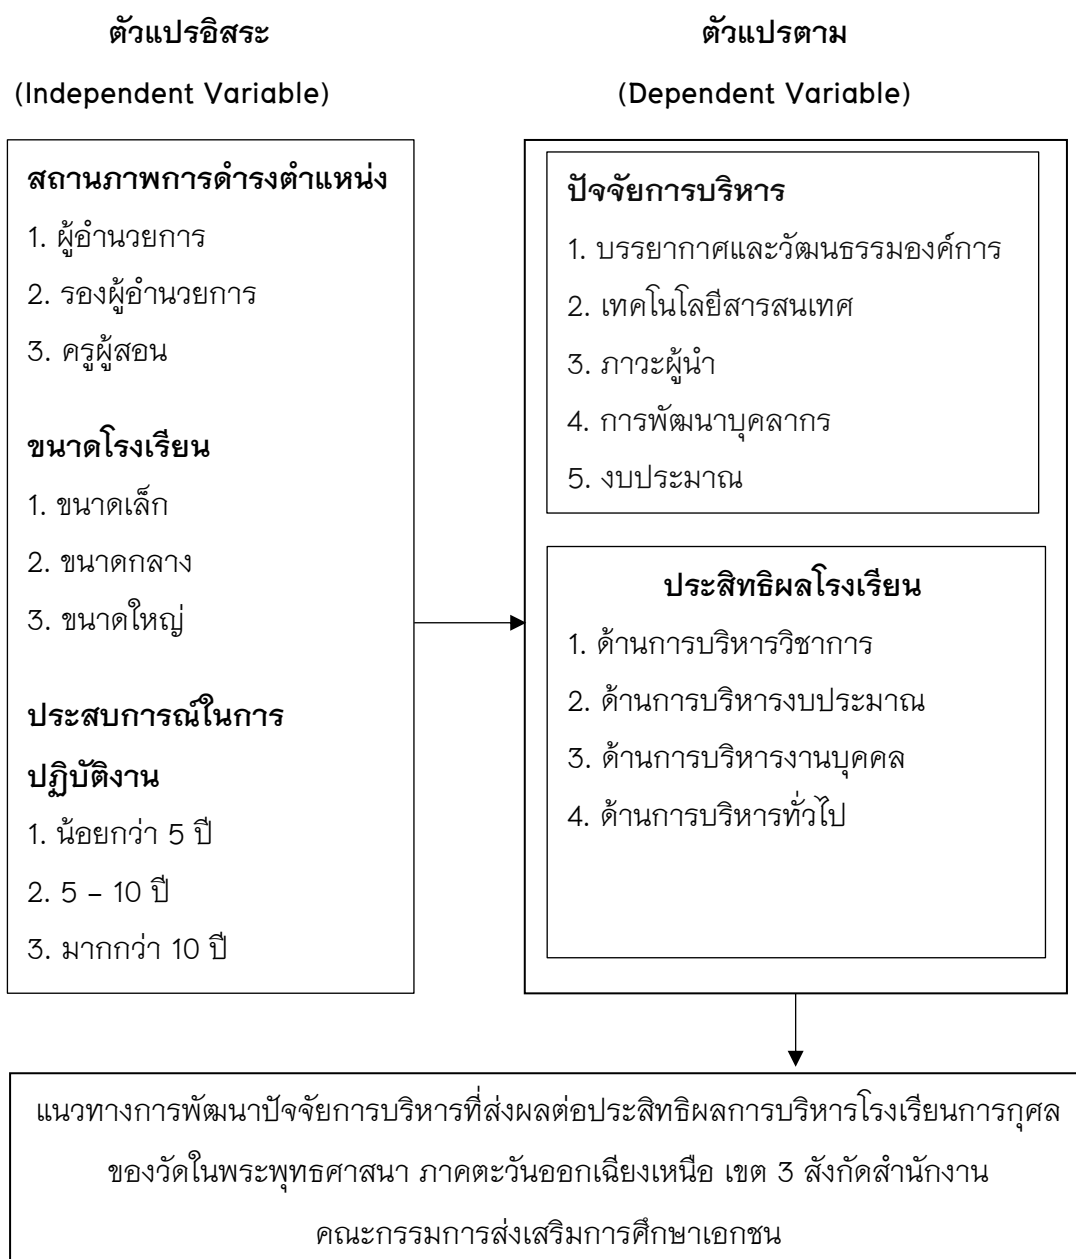 ตัวแปรอิสระ
(Independent Variable)
สถานภาพการดำรงตำแหน่ง
1. ผู้อำนวยการ
2. รองผู้อำนวยการ
3. ครูผู้สอน
ขนาดโรงเรียน
1. ขนาดเล็ก
2. ขนาดกลาง
3. ขนาดใหญ่
ประสบการณ์ในการ
ปฏิบัติงาน
1. น้อยกว่า 5 ปี
2. 5 – 10 ปี
3. มากกว่า 10 ปี
ตัวแปรตาม
(Dependent Variable)
ปัจจัยการบริหาร
1. บรรยากาศและวัฒนธรรมองค์การ
2. เทคโนโลยีสารสนเทศ
3. ภาวะผู้นำ
4. การพัฒนาบุคลากร
5. งบประมาณ
ประสิทธิผลโรงเรียน
1. ด้านการบริหารวิชาการ
2. ด้านการบริหารงบประมาณ
3. ด้านการบริหารงานบุคคล
4. ด้านการบริหารทั่วไป
แนวทางการพัฒนาปัจจัยการบริหารที่ส่งผลต่อประสิทธิผลการบริหารโรงเรียนการกุศล
ของวัดในพระพุทธศาสนา ภาคตะวันออกเฉียงเหนือ เขต 3 สังกัดสำนักงาน
คณะกรรมการส่งเสริมการศึกษาเอกชน